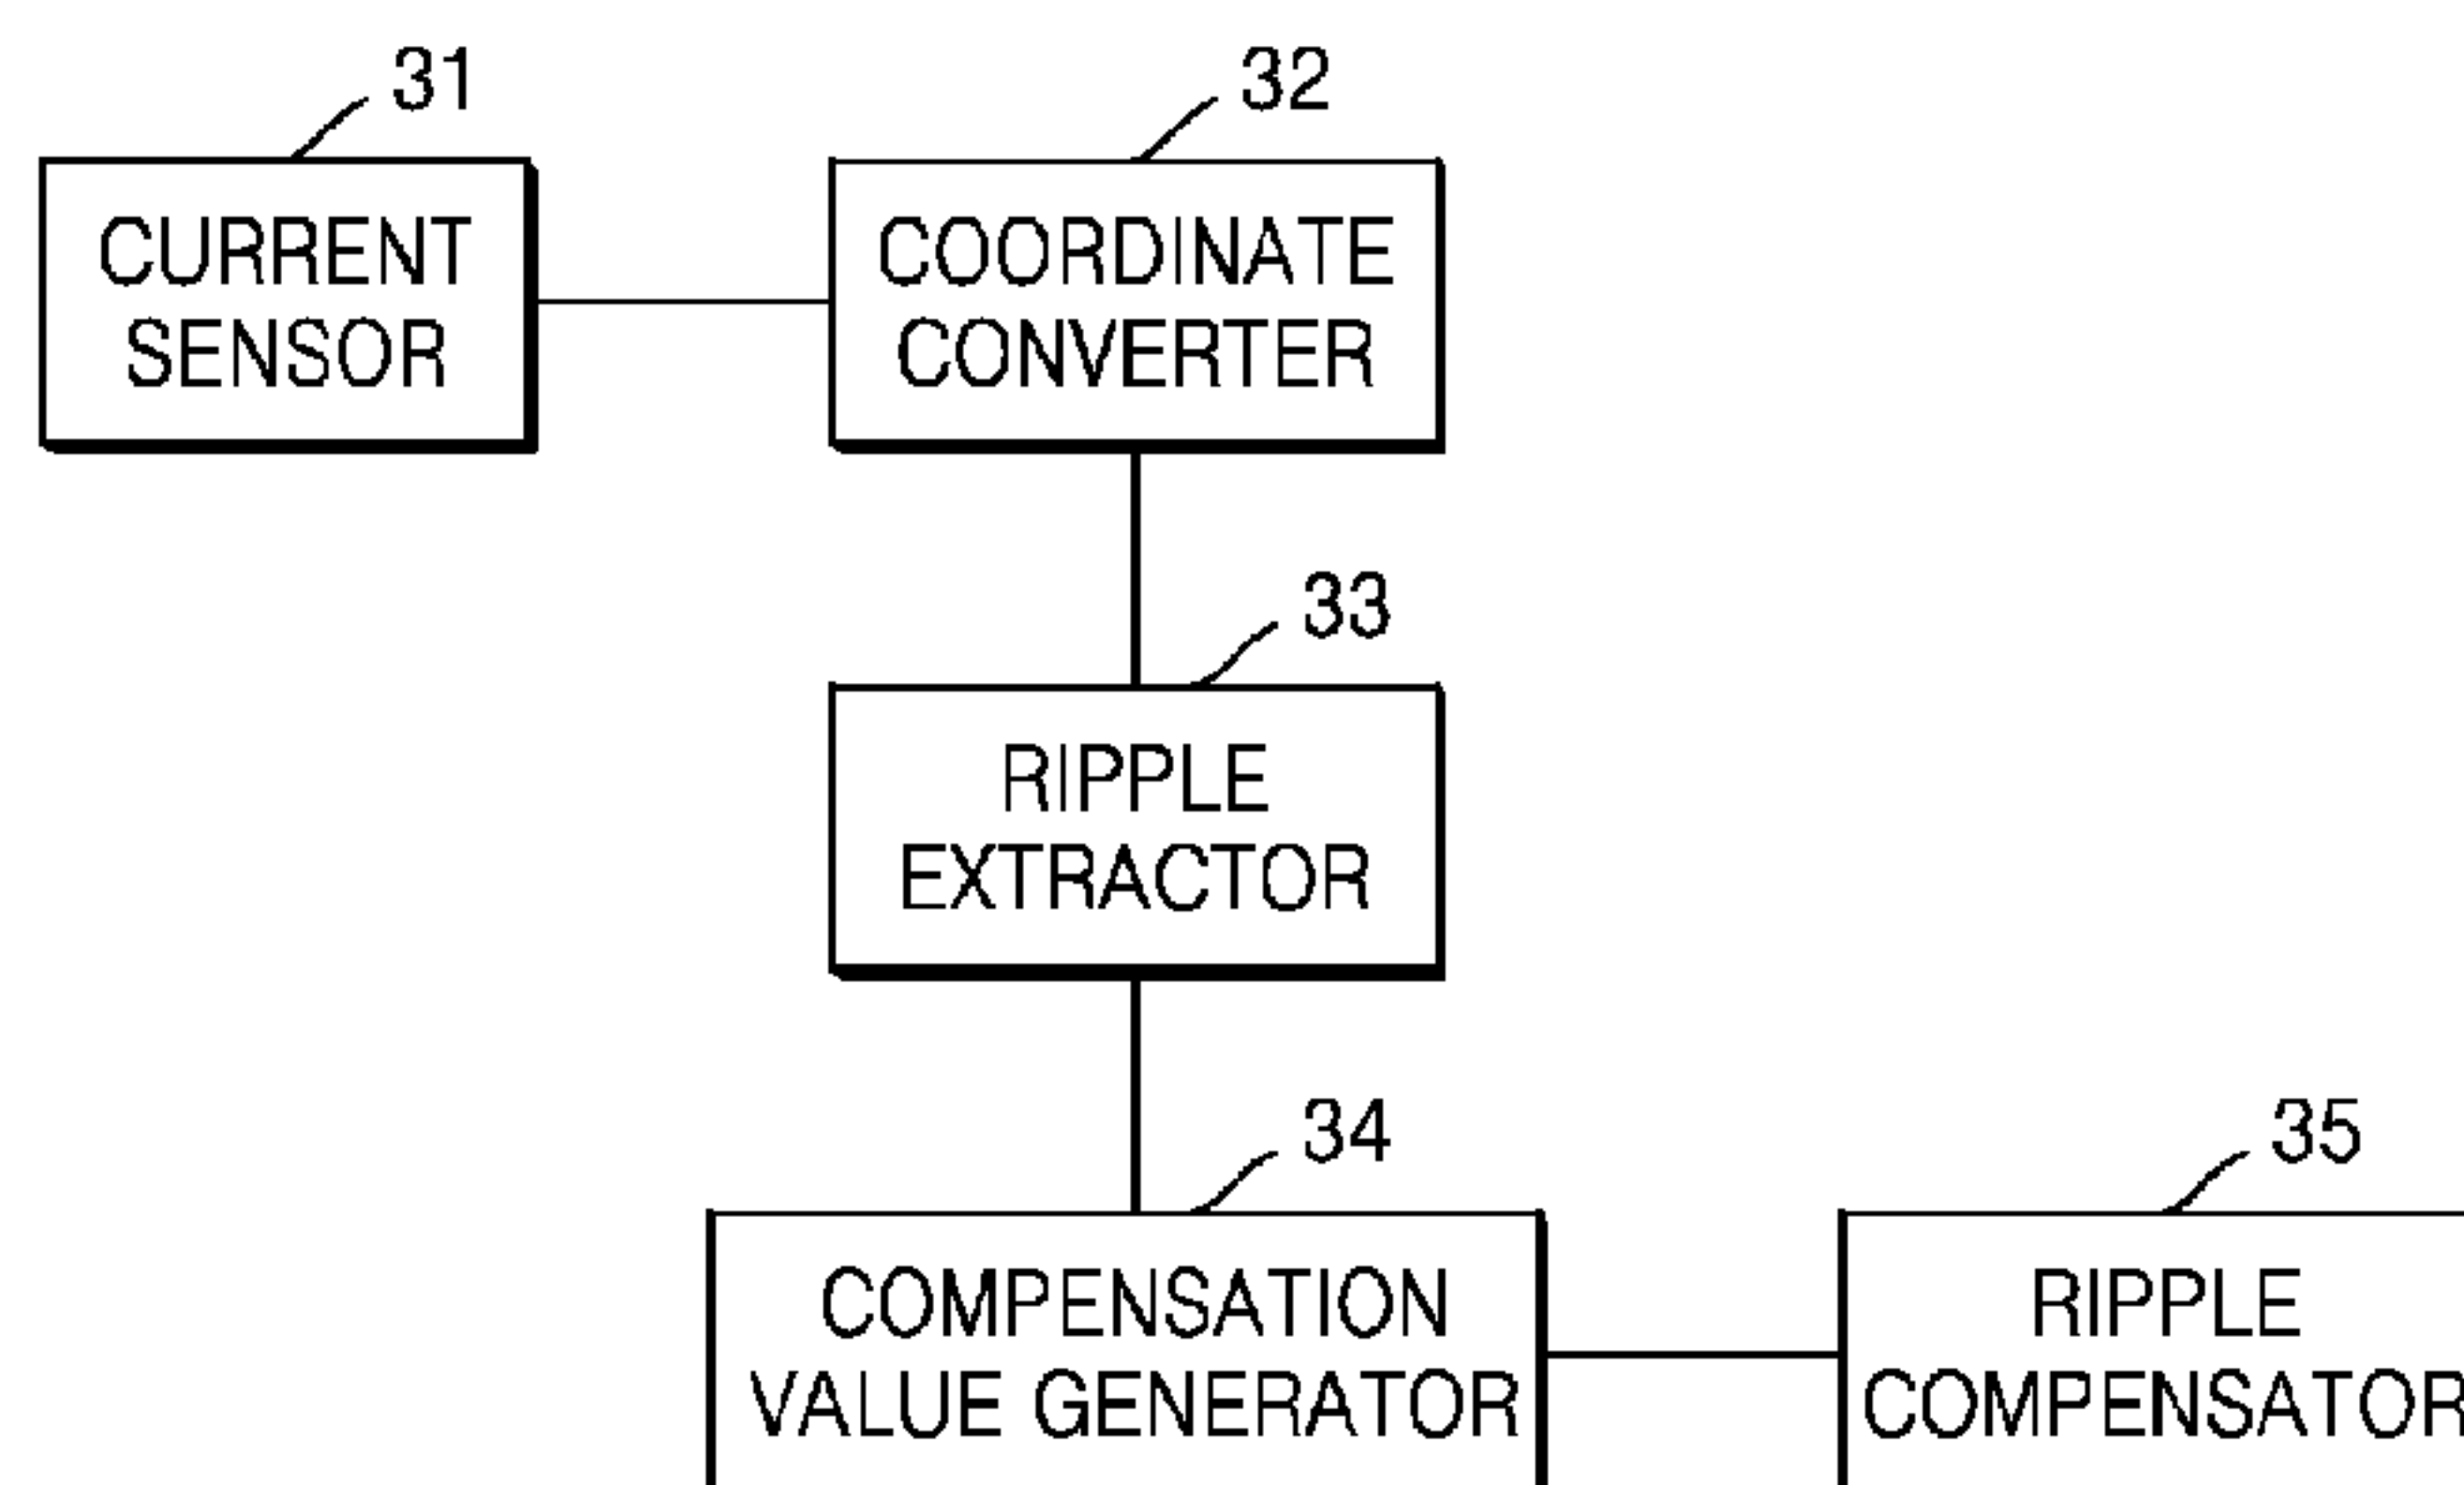 31
CURRENT
SENSOR
32
COORDINATE
CONVERTER
33
RIPPLE
EXTRACTOR
34
COMPENSATION
VALUE GENERATOR
35
RIPPLE
COMPENSATOR